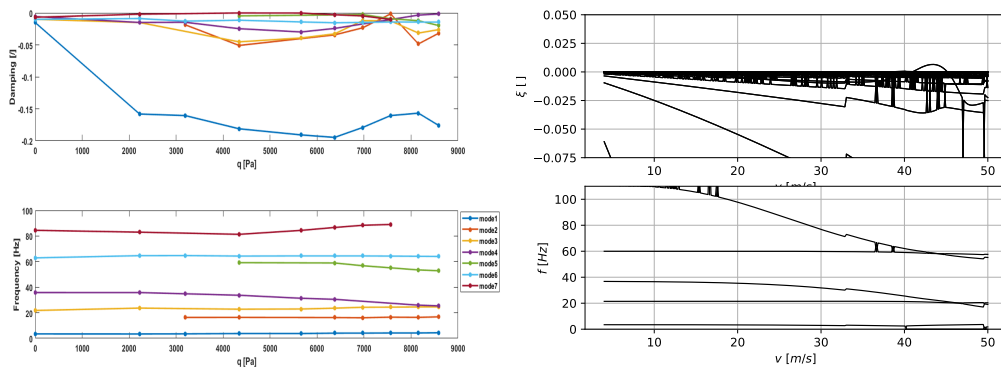 0
-0.05
-0.1
-0.15
-0.2
Damping [/]
0 1000 2000 3000 4000 5000 6000 7000 8000 9000
q [Pa]
100
80
60
40
20
0
Frequency [Hz]
0 1000 2000 3000 4000 5000 6000 7000 8000 9000
q [Pa]
mode1
mode2
mode3
mode4
mode5
mode6
mode7
0.050
0.025
0.000
−0.025
−0.050
−0.075
ξ [ ]
10 20 30 40 50
100
80
60
40
20
0
f [Hz]
10 20 30 40 50
v [m/s]